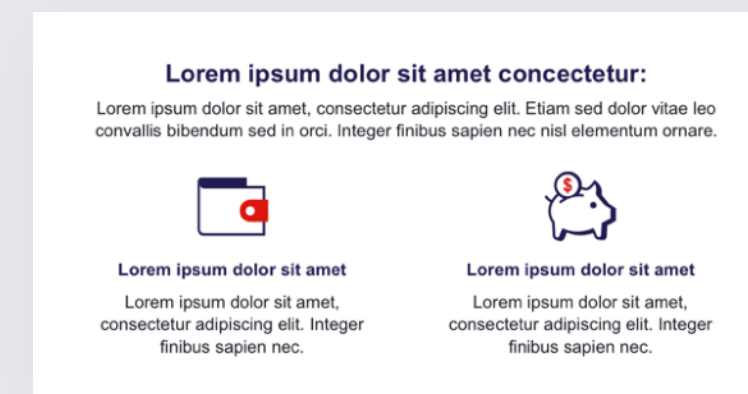 Lorem ipsum dolor sit amet concectetur:
Lorem ipsum dolor sit amet, consectetur adipiscing elit. Etiam sed dolor vitae leo
convallis bibendum sed in orci. Integer finibus sapien nec nisl elementum ornare.
$
Lorem ipsum dolor sit amet
Lorem ipsum dolor sit amet,
consectetur adipiscing elit. Integer
finibus sapien nec.
Lorem ipsum dolor sit amet
Lorem ipsum dolor sit amet,
consectetur adipiscing elit. Integer
finibus sapien nec.